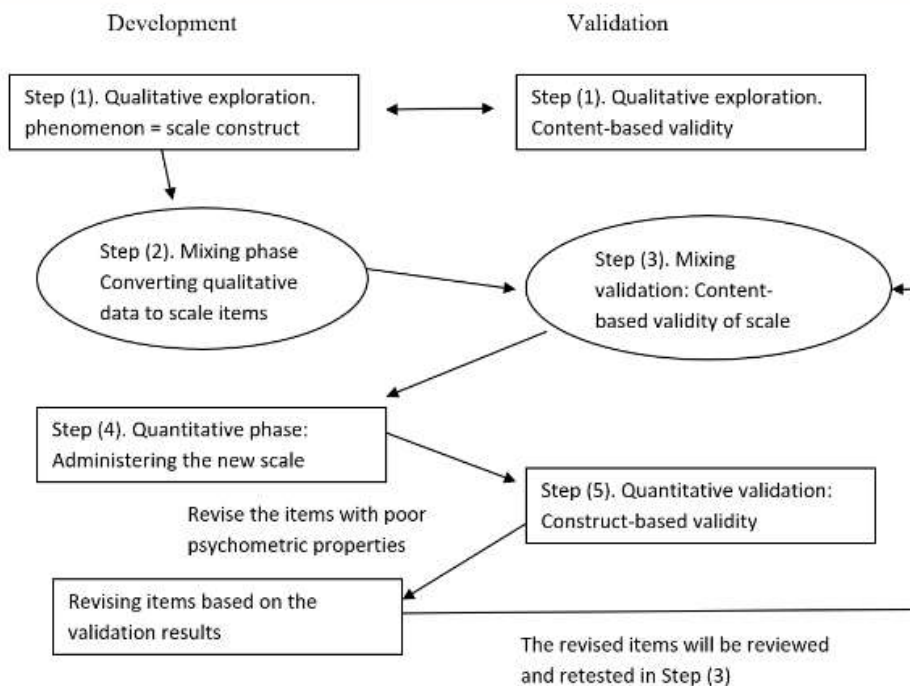 Development
Validation
Step (1). Qualitative exploration.
phenomenon = scale construct
Step (1). Qualitative exploration.
Content-based validity
Step (2). Mixing phase
Converting qualitative
data to scale items
Step (3). Mixing
validation: Content-
based validity of scale
Step (4). Quantitative phase:
Administering the new scale
Step (5). Quantitative validation:
Construct-based validity
Revise the items with poor
psychometric properties
Revising items based on the
validation results
The revised items will be reviewed
and retested in Step (3)